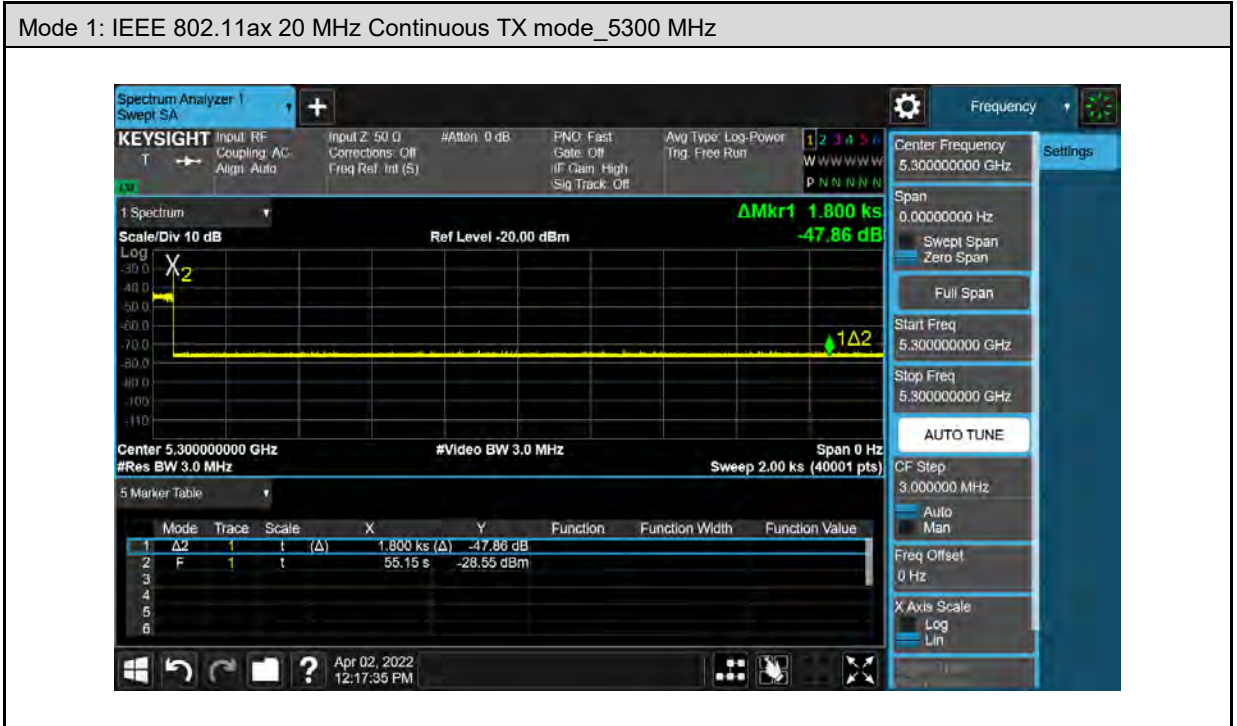 Mode 1: IEEE 802.11ax 20 MHz Continuous TX mode_5300 MHz
Spectrum Analyzer 1
Swept SA
+
Frequency
KEYSIGHT
T
Input: RF
Coupling: AC
Align: Auto
Input Z: 50 Ω
Corrections: Off
Freq Ref: Int (S)
#Atten: 0 dB
PNO: Fast
Gate: Off
IF Gain: High
Sig Track: Off
Avg Type: Log-Power
Trig: Free Run
1 2 3 4 5 6
W W W W W W
P N N N N N
1 Spectrum
Scale/Div 10 dB
Ref Level -20.00 dBm
ΔMkr1 1.800 ks
-47.86 dB
Log
-30.0
-40.0
-50.0
-60.0
-70.0
-80.0
-90.0
-100
-110
X2
1Δ2
Center 5.300000000 GHz
#Res BW 3.0 MHz
#Video BW 3.0 MHz
Span 0 Hz
Sweep 2.00 ks (40001 pts)
5 Marker Table
Mode Trace Scale X Y Function Function Width Function Value
1 Δ2 1 t (Δ) 1.800 ks (Δ) -47.86 dB
2 F 1 t 55.15 s -28.55 dBm
3
4
5
6
Apr 02, 2022
12:17:35 PM
?
Center Frequency
5.300000000 GHz
Settings
Span
0.00000000 Hz
Swept Span
Zero Span
Full Span
Start Freq
5.300000000 GHz
Stop Freq
5.300000000 GHz
AUTO TUNE
CF Step
3.000000 MHz
Auto
Man
Freq Offset
0 Hz
X Axis Scale
Log
Lin